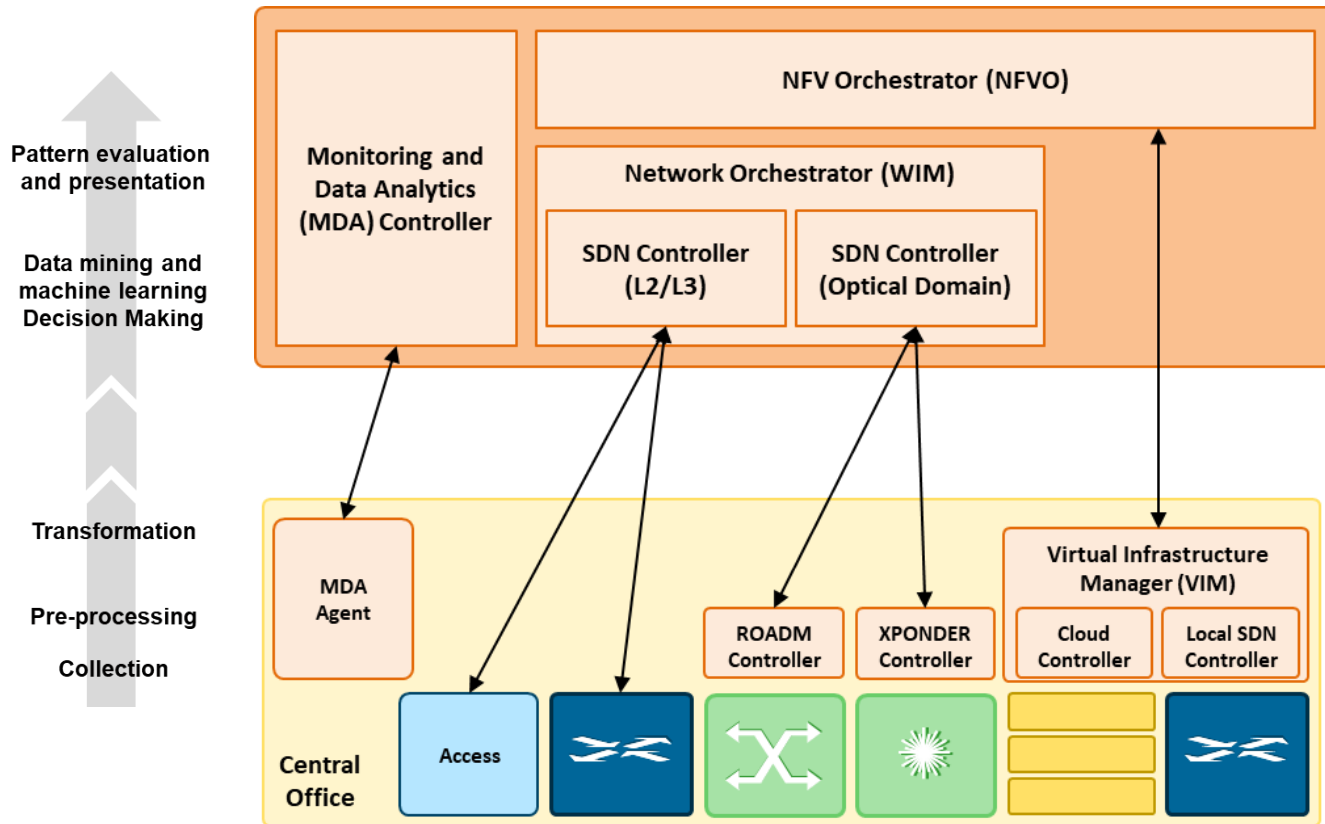 Pattern evaluation
and presentation
Data mining and
machine learning
Decision Making
Transformation
Pre-processing
Collection
Monitoring and
Data Analytics
(MDA) Controller
NFV Orchestrator (NFVO)
Network Orchestrator (WIM)
SDN Controller
(L2/L3)
SDN Controller
(Optical Domain)
MDA
Agent
ROADM
Controller
XPONDER
Controller
Virtual Infrastructure
Manager (VIM)
Cloud
Controller
Local SDN
Controller
Central
Office
Access